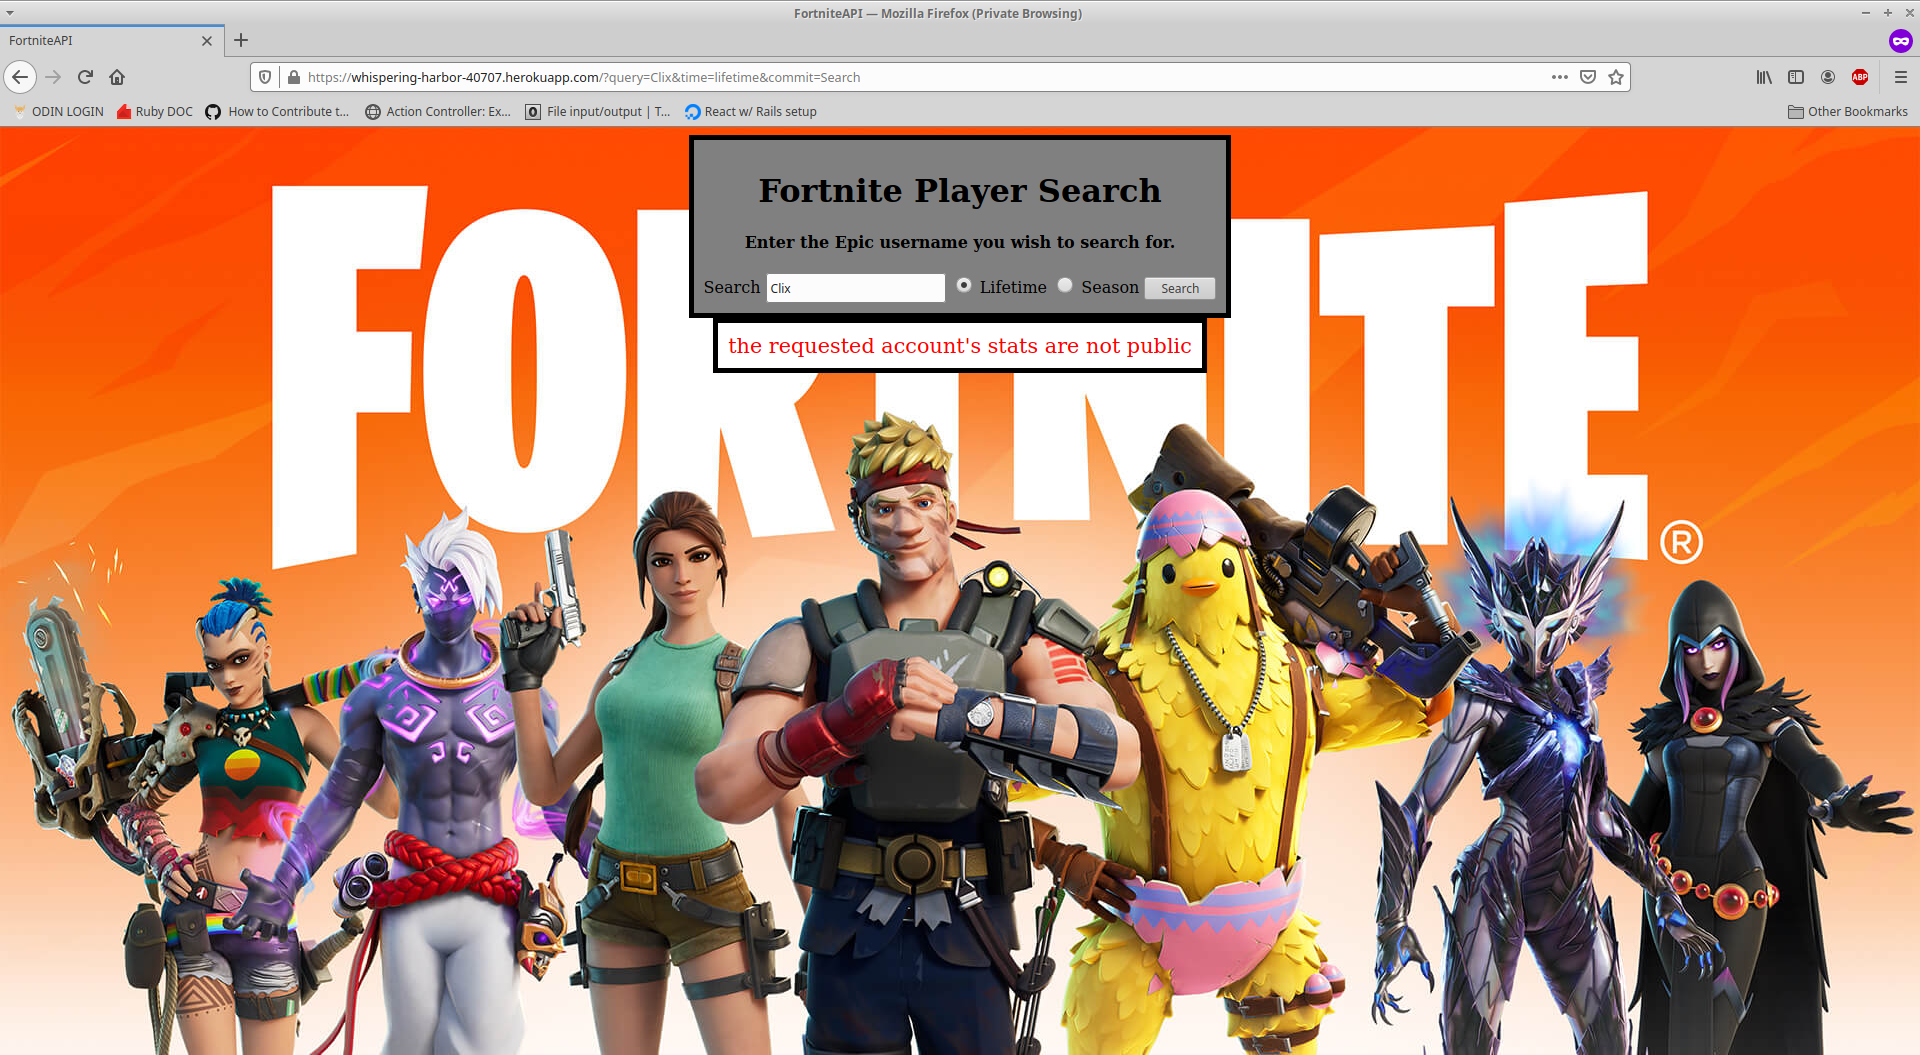 FortniteAPI — Mozilla Firefox (Private Browsing)
FortniteAPI
https://whispering-harbor-40707.herokuapp.com/?query=Clix&time=lifetime&commit=Search
ABP
ODIN LOGIN Ruby DOC How to Contribute t... Action Controller: Ex... File input/output | T... React w/ Rails setup Other Bookmarks
Fortnite Player Search
Enter the Epic username you wish to search for.
Search Clix Lifetime Season Search
the requested account's stats are not public
FORTNITE®